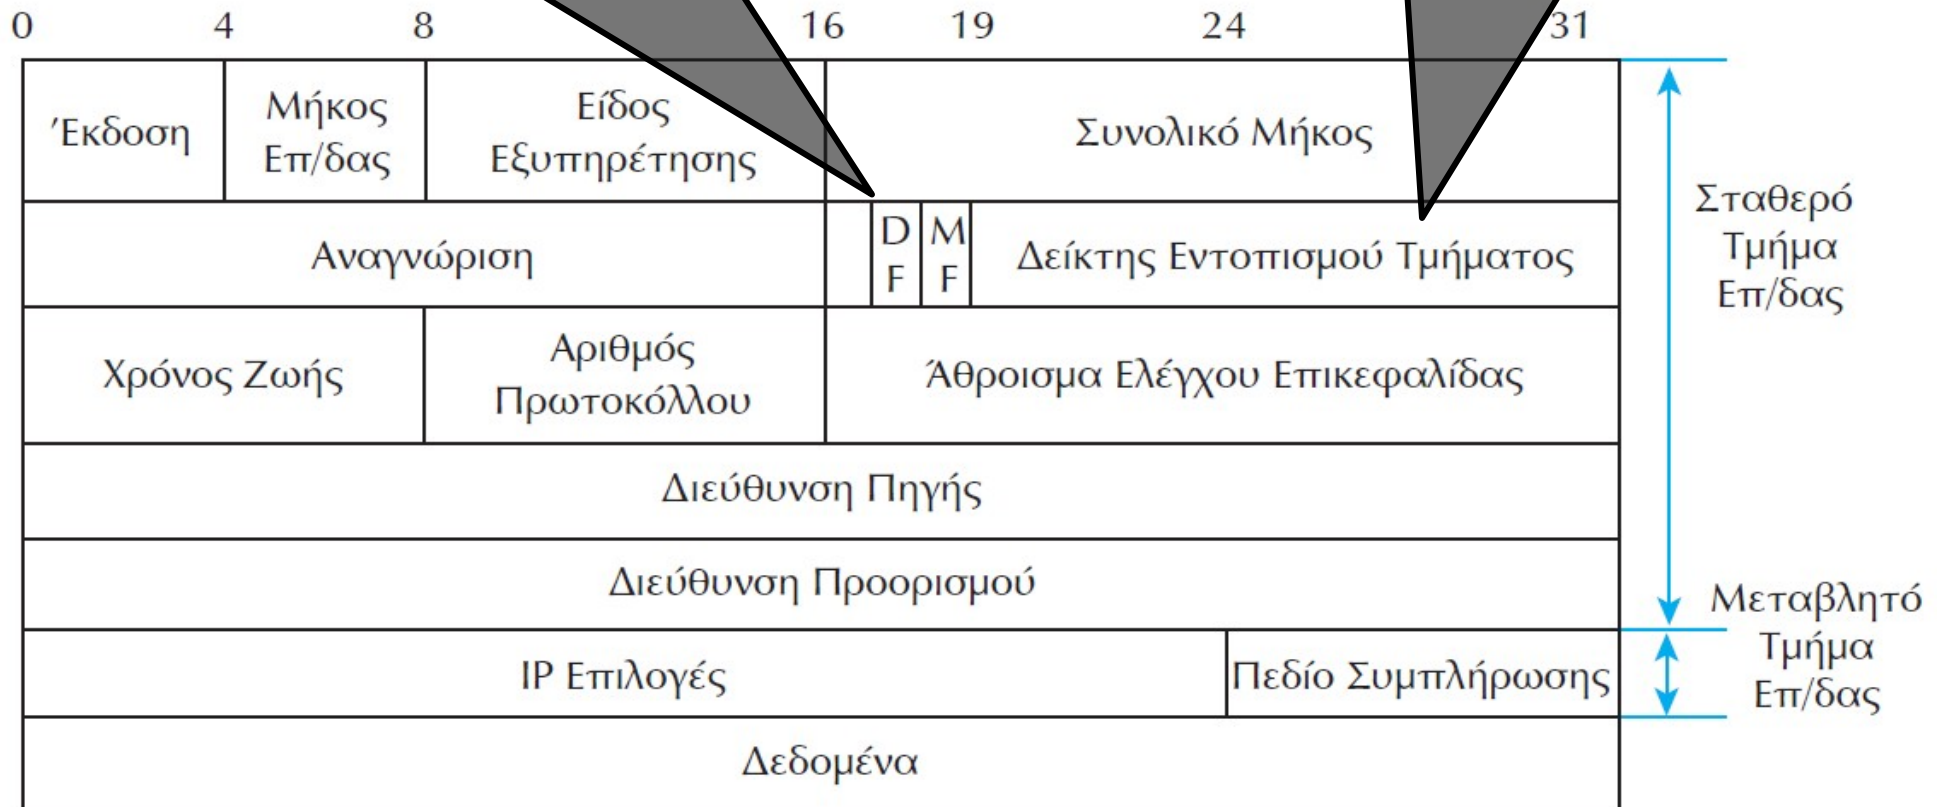 0 4 8 16 19 24 31
Έκδοση
Μήκος
Επ/δας
Είδος
Εξυπηρέτησης
Συνολικό Μήκος
Αναγνώριση
D
F
M
F
Δείκτης Εντοπισμού Τμήματος
Χρόνος Ζωής
Αριθμός
Πρωτοκόλλου
Άθροισμα Ελέγχου Επικεφαλίδας
Διεύθυνση Πηγής
Διεύθυνση Προορισμού
IP Επιλογές
Πεδίο Συμπλήρωσης
Δεδομένα
Σταθερό
Τμήμα
Επ/δας
Μεταβλητό
Τμήμα
Επ/δας